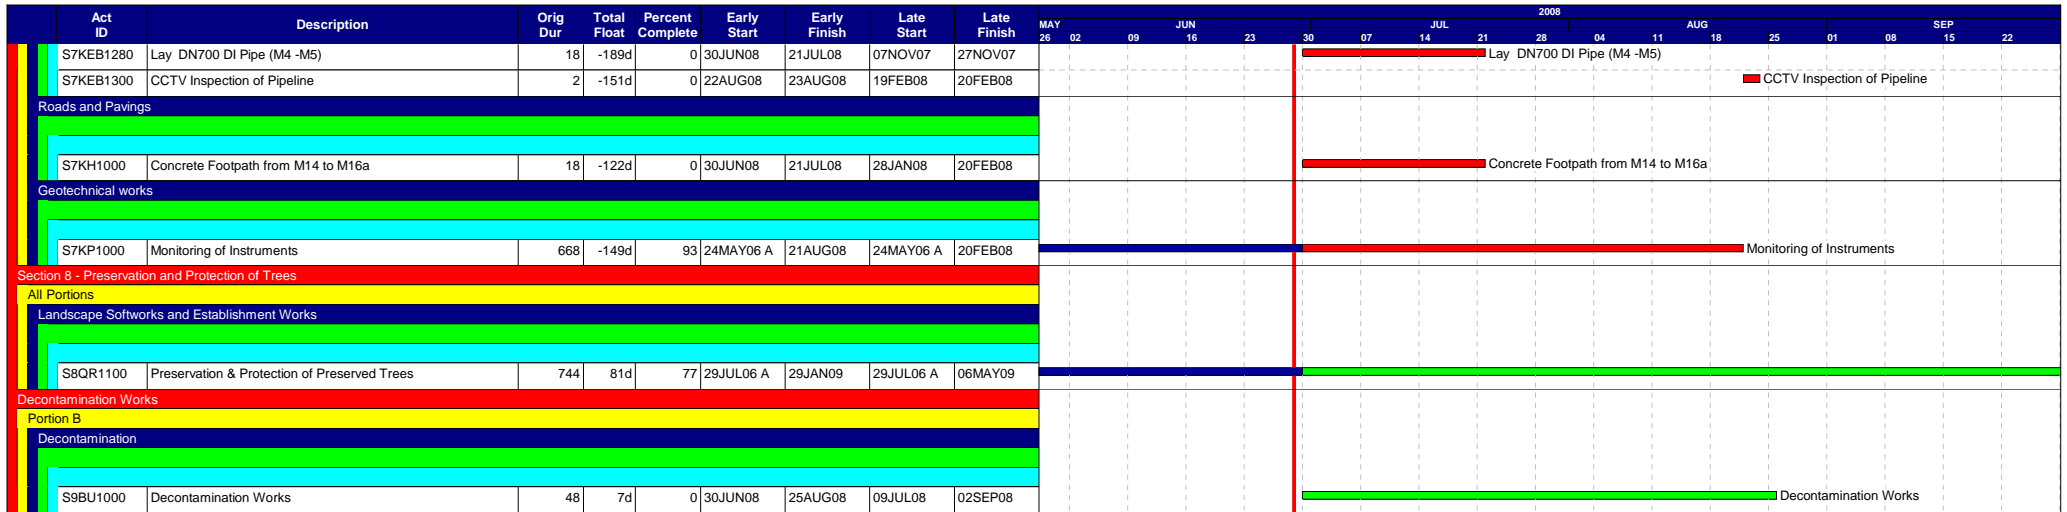 Act ID Description Orig Dur Total Float Percent Complete Early Start Early Finish Late Start Late Finish
2008
MAY JUN JUL AUG SEP
26 02 09 16 23 30 07 14 21 28 04 11 18 25 01 08 15 22
S7KEB1280 Lay DN700 DI Pipe (M4 -M5) 18 -189d 0 30JUN08 21JUL08 07NOV07 27NOV07 Lay DN700 DI Pipe (M4 -M5)
S7KEB1300 CCTV Inspection of Pipeline 2 -151d 0 22AUG08 23AUG08 19FEB08 20FEB08 CCTV Inspection of Pipeline
Roads and Pavings
S7KH1000 Concrete Footpath from M14 to M16a 18 -122d 0 30JUN08 21JUL08 28JAN08 20FEB08 Concrete Footpath from M14 to M16a
Geotechnical works
S7KP1000 Monitoring of Instruments 668 -149d 93 24MAY06 A 21AUG08 24MAY06 A 20FEB08 Monitoring of Instruments
Section 8 - Preservation and Protection of Trees
All Portions
Landscape Softworks and Establishment Works
S8QR1100 Preservation & Protection of Preserved Trees 744 81d 77 29JUL06 A 29JAN09 29JUL06 A 06MAY09
Decontamination Works
Portion B
Decontamination
S9BU1000 Decontamination Works 48 7d 0 30JUN08 25AUG08 09JUL08 02SEP08 Decontamination Works